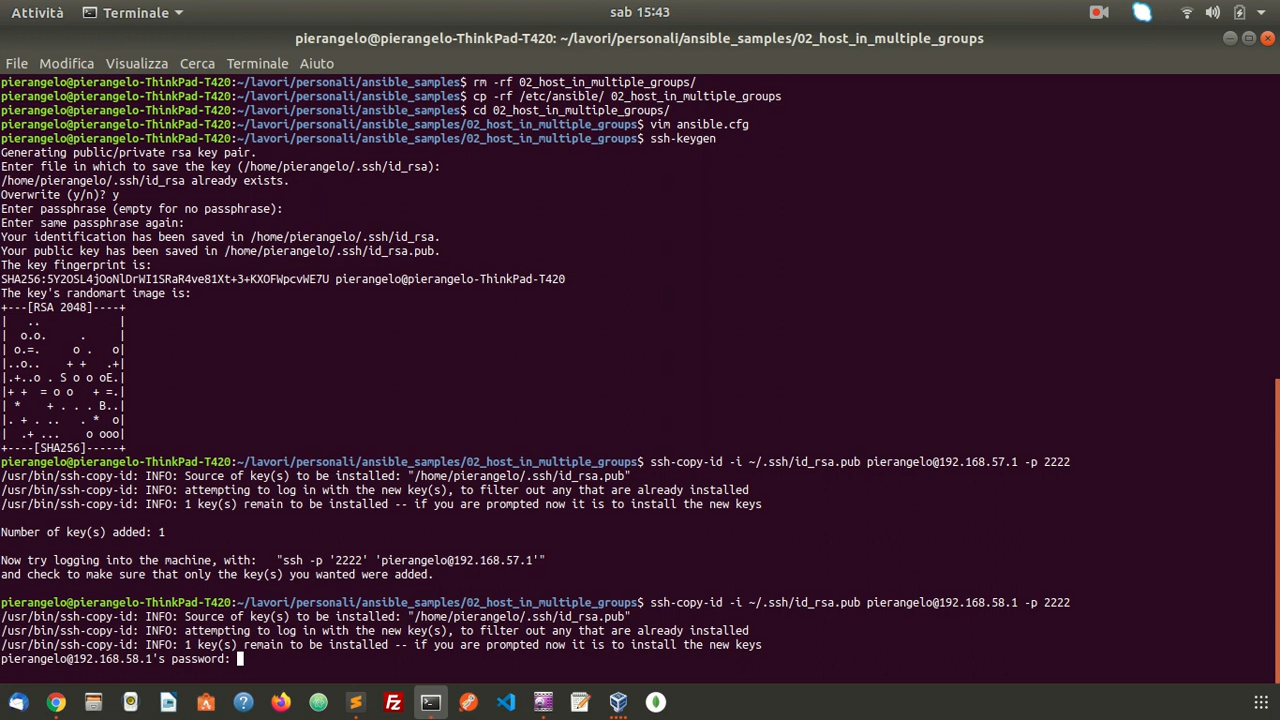 Attività
Terminale
sab 15:43
pierangelo@pierangelo-ThinkPad-T420: ~/lavori/personali/ansible_samples/02_host_in_multiple_groups
File Modifica Visualizza Cerca Terminale Aiuto
pierangelo@pierangelo-ThinkPad-T420:~/lavori/personali/ansible_samples$ rm -rf 02_host_in_multiple_groups/
pierangelo@pierangelo-ThinkPad-T420:~/lavori/personali/ansible_samples$ cp -rf /etc/ansible/ 02_host_in_multiple_groups
pierangelo@pierangelo-ThinkPad-T420:~/lavori/personali/ansible_samples$ cd 02_host_in_multiple_groups/
pierangelo@pierangelo-ThinkPad-T420:~/lavori/personali/ansible_samples/02_host_in_multiple_groups$ vim ansible.cfg
pierangelo@pierangelo-ThinkPad-T420:~/lavori/personali/ansible_samples/02_host_in_multiple_groups$ ssh-keygen
Generating public/private rsa key pair.
Enter file in which to save the key (/home/pierangelo/.ssh/id_rsa):
/home/pierangelo/.ssh/id_rsa already exists.
Overwrite (y/n)? y
Enter passphrase (empty for no passphrase):
Enter same passphrase again:
Your identification has been saved in /home/pierangelo/.ssh/id_rsa.
Your public key has been saved in /home/pierangelo/.ssh/id_rsa.pub.
The key fingerprint is:
SHA256:5Y2OSL4jOoNlDrWI1SRaR4ve81Xt+3+KXOFWpcvWE7U pierangelo@pierangelo-ThinkPad-T420
The key's randomart image is:
+---[RSA 2048]----+
|   ..            |
|  o.o.     .     |
| o.=.     o .   o|
|..o..    + +   .+|
|.+..o . S o o oE.|
|+ +  = o o   + =.|
| *    + . . . B..|
|. + . ..   . *  o|
|  .+ ...    o ooo|
+----[SHA256]-----+
pierangelo@pierangelo-ThinkPad-T420:~/lavori/personali/ansible_samples/02_host_in_multiple_groups$ ssh-copy-id -i ~/.ssh/id_rsa.pub pierangelo@192.168.57.1 -p 2222
/usr/bin/ssh-copy-id: INFO: Source of key(s) to be installed: "/home/pierangelo/.ssh/id_rsa.pub"
/usr/bin/ssh-copy-id: INFO: attempting to log in with the new key(s), to filter out any that are already installed
/usr/bin/ssh-copy-id: INFO: 1 key(s) remain to be installed -- if you are prompted now it is to install the new keys
Number of key(s) added: 1
Now try logging into the machine, with:   "ssh -p '2222' 'pierangelo@192.168.57.1'"
and check to make sure that only the key(s) you wanted were added.
pierangelo@pierangelo-ThinkPad-T420:~/lavori/personali/ansible_samples/02_host_in_multiple_groups$ ssh-copy-id -i ~/.ssh/id_rsa.pub pierangelo@192.168.58.1 -p 2222
/usr/bin/ssh-copy-id: INFO: Source of key(s) to be installed: "/home/pierangelo/.ssh/id_rsa.pub"
/usr/bin/ssh-copy-id: INFO: attempting to log in with the new key(s), to filter out any that are already installed
/usr/bin/ssh-copy-id: INFO: 1 key(s) remain to be installed -- if you are prompted now it is to install the new keys
pierangelo@192.168.58.1's password: